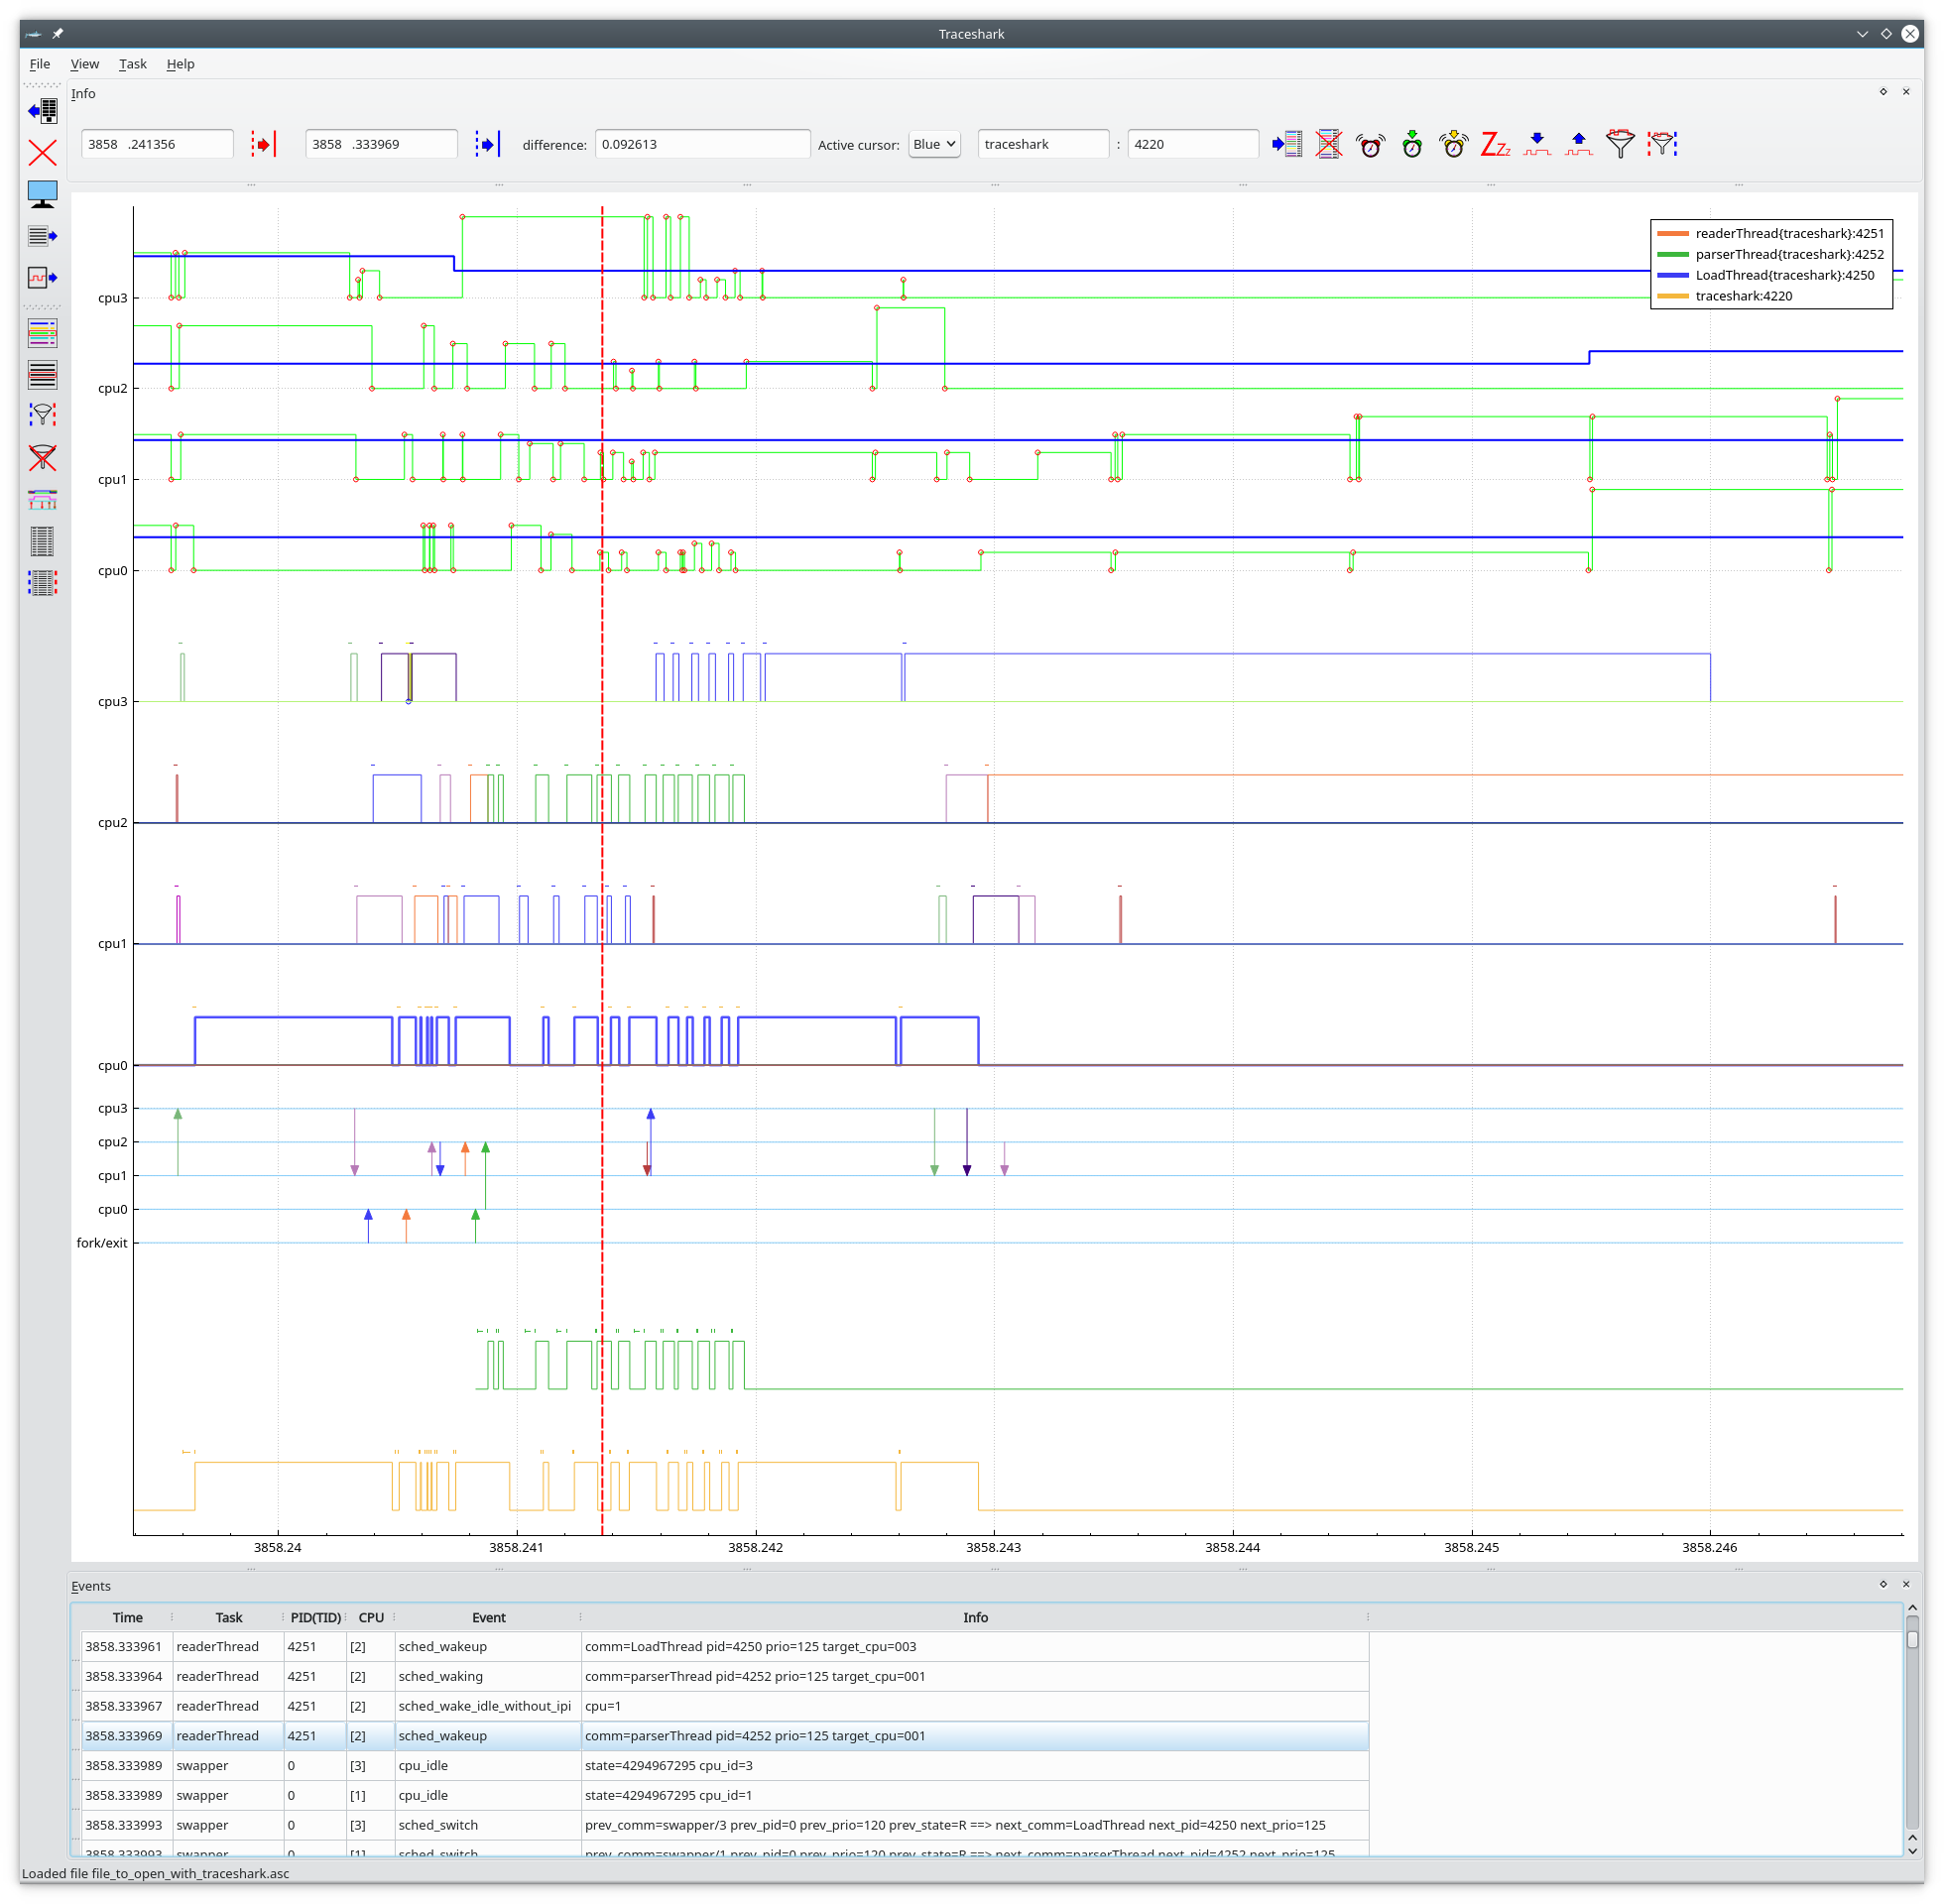 Traceshark
File View Task Help
Info
3858 .241356 3858 .333969 difference: 0.092613 Active cursor: Blue traceshark : 4220
readerThread{traceshark}:4251
parserThread{traceshark}:4252
LoadThread{traceshark}:4250
traceshark:4220
cpu3
cpu2
cpu1
cpu0
cpu3
cpu2
cpu1
cpu0
cpu3
cpu2
cpu1
cpu0
fork/exit
3858.24 3858.241 3858.242 3858.243 3858.244 3858.245 3858.246
Events
Time Task PID(TID) CPU Event Info
3858.333961 readerThread 4251 [2] sched_wakeup comm=LoadThread pid=4250 prio=125 target_cpu=003
3858.333964 readerThread 4251 [2] sched_waking comm=parserThread pid=4252 prio=125 target_cpu=001
3858.333967 readerThread 4251 [2] sched_wake_idle_without_ipi cpu=1
3858.333969 readerThread 4251 [2] sched_wakeup comm=parserThread pid=4252 prio=125 target_cpu=001
3858.333989 swapper 0 [3] cpu_idle state=4294967295 cpu_id=3
3858.333989 swapper 0 [1] cpu_idle state=4294967295 cpu_id=1
3858.333993 swapper 0 [3] sched_switch prev_comm=swapper/3 prev_pid=0 prev_prio=120 prev_state=R ==> next_comm=LoadThread next_pid=4250 next_prio=125
3858.333993 swapper 0 [1] sched_switch prev_comm=swapper/1 prev_pid=0 prev_prio=120 prev_state=R ==> next_comm=parserThread next_pid=4252 next_prio=125
Loaded file file_to_open_with_traceshark.asc